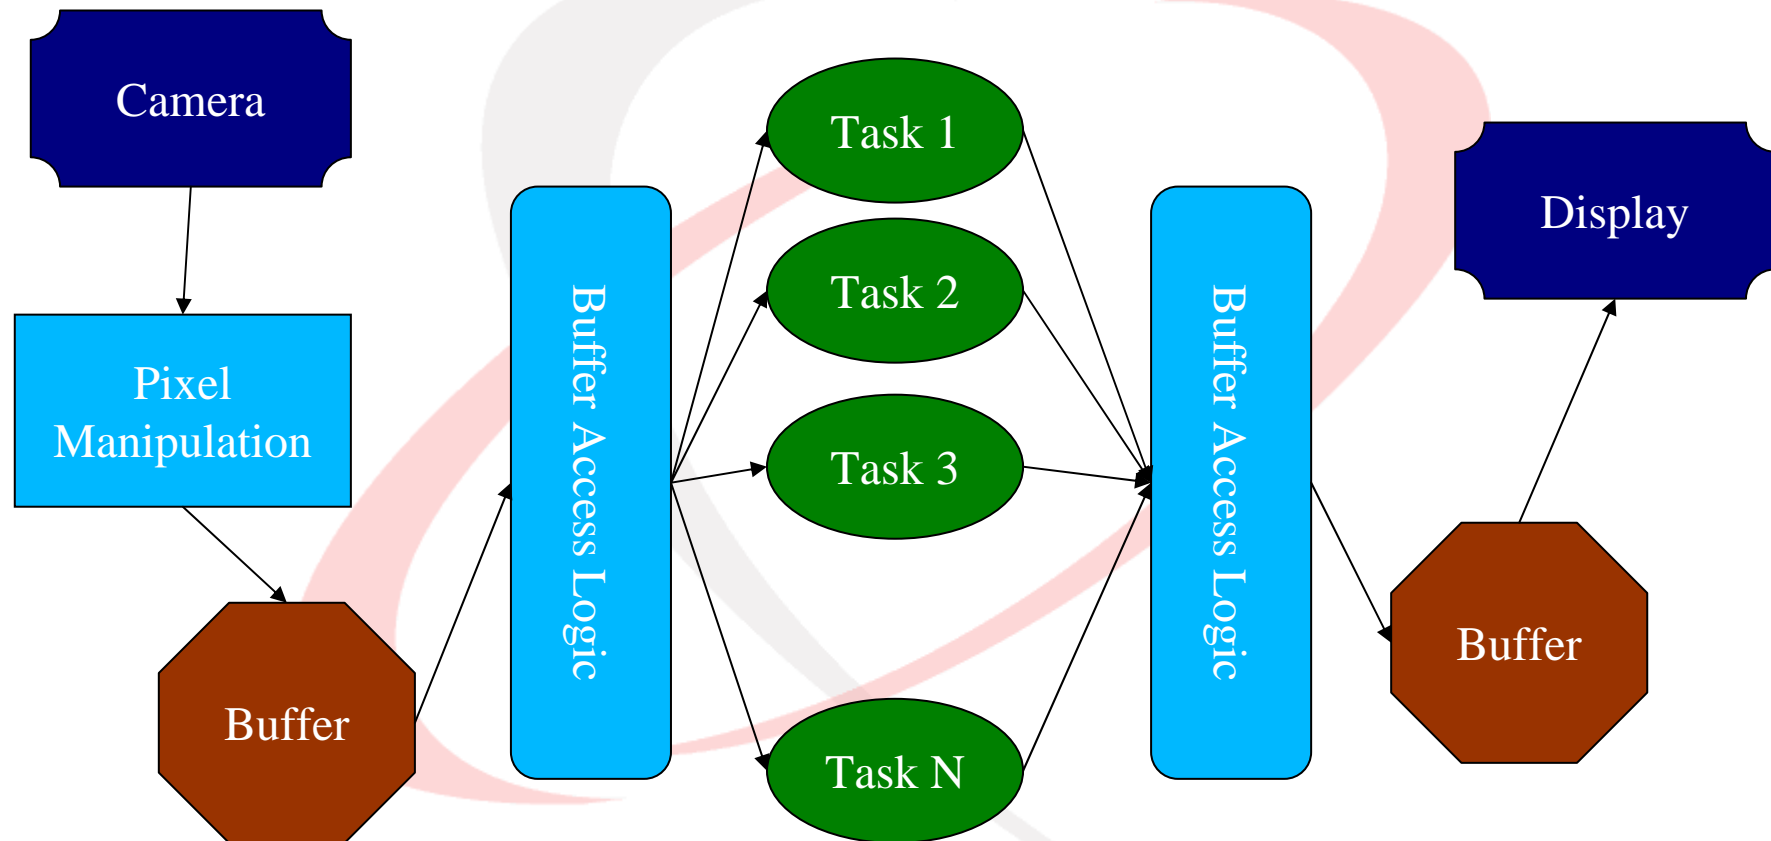 Camera
Pixel
Manipulation
Buffer
Buffer Access Logic
Task 1
Task 2
Task 3
Task N
Buffer Access Logic
Buffer
Display